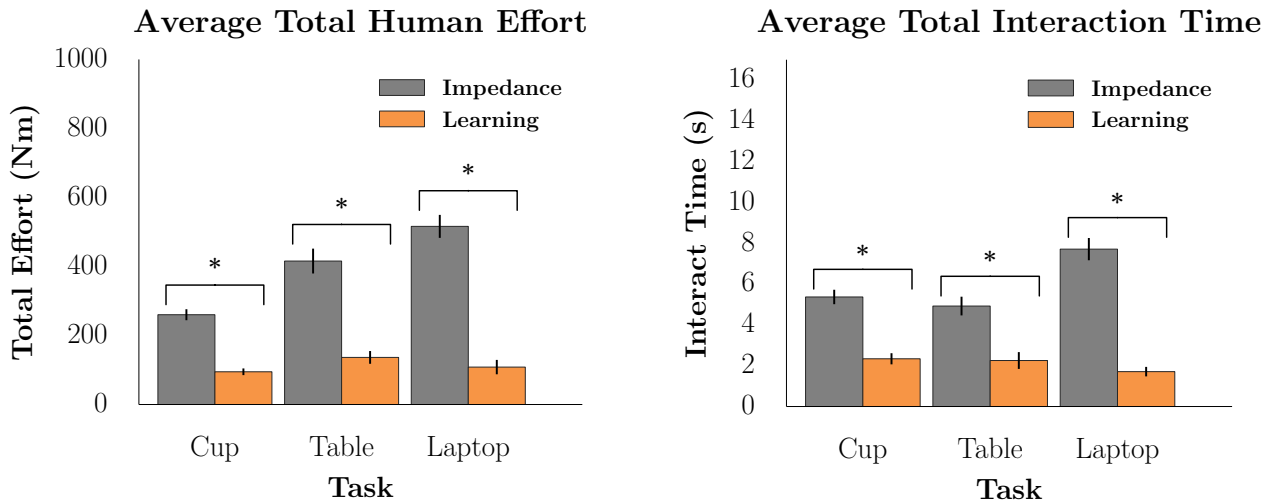 Average Total Human Effort
Total Effort (Nm)
1000
800
600
400
200
0
Impedance
Learning
*
*
*
Cup
Table
Laptop
Task
Average Total Interaction Time
Interact Time (s)
16
14
12
10
8
6
4
2
0
Impedance
Learning
*
*
*
Cup
Table
Laptop
Task